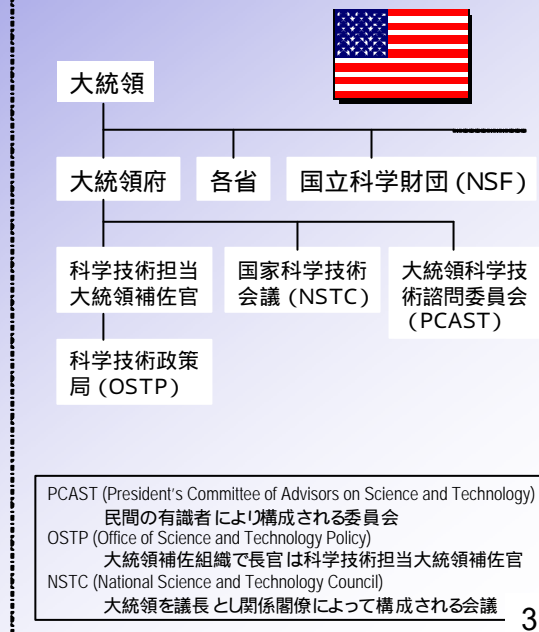 大統領
大統領府
各省
国立科学財団 (NSF)
科学技術担当
大統領補佐官
国家科学技術
会議 (NSTC)
大統領科学技
術諮問委員会
(PCAST)
科学技術政策
局 (OSTP)
PCAST (President's Committee of Advisors on Science and Technology)
民間の有識者により構成される委員会
OSTP (Office of Science and Technology Policy)
大統領補佐組織で長官は科学技術担当大統領補佐官
NSTC (National Science and Technology Council)
大統領を議長とし関係閣僚によって構成される会議
3